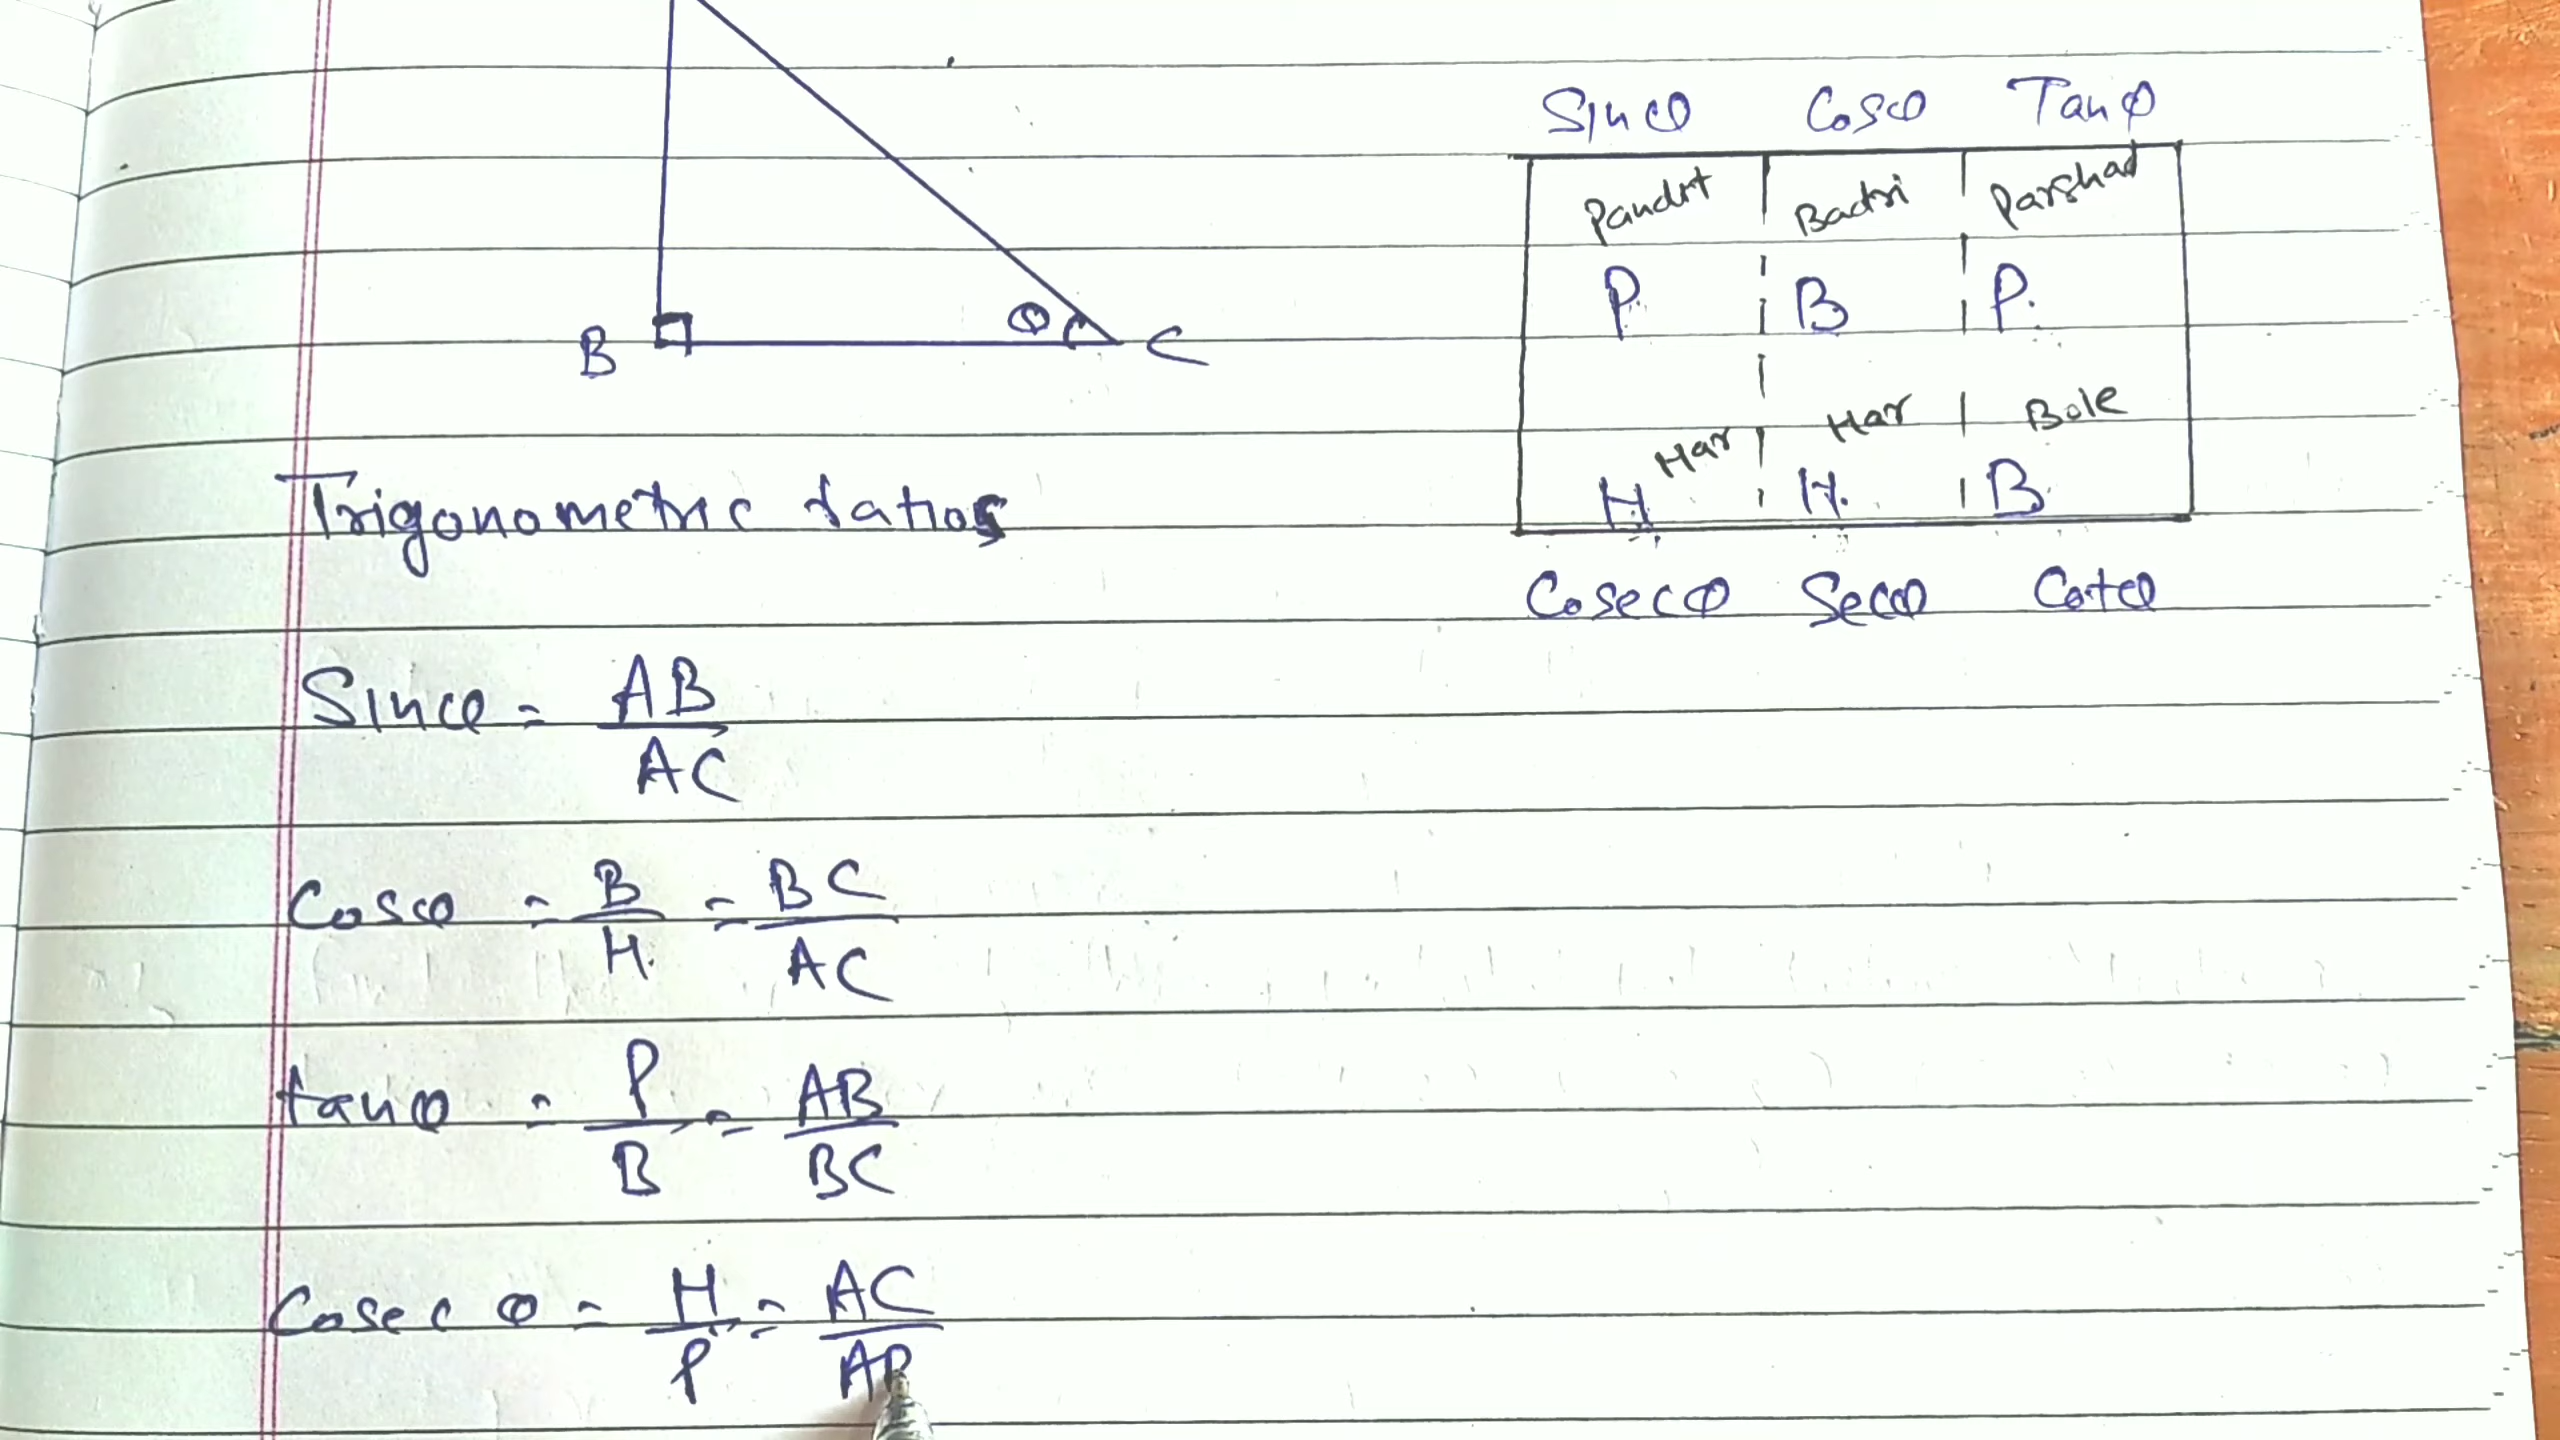 Sinθ Cosθ Tanθ
Pandit Badri Parshad
P B P
B θ C
Har Har Bole
H H B
Trigonometric ratios
Cosecθ Secθ Cotθ
Sinθ = AB/AC
Cosθ = B/H = BC/AC
tanθ = P/B = AB/BC
Cosec θ = H/P = AC/AB